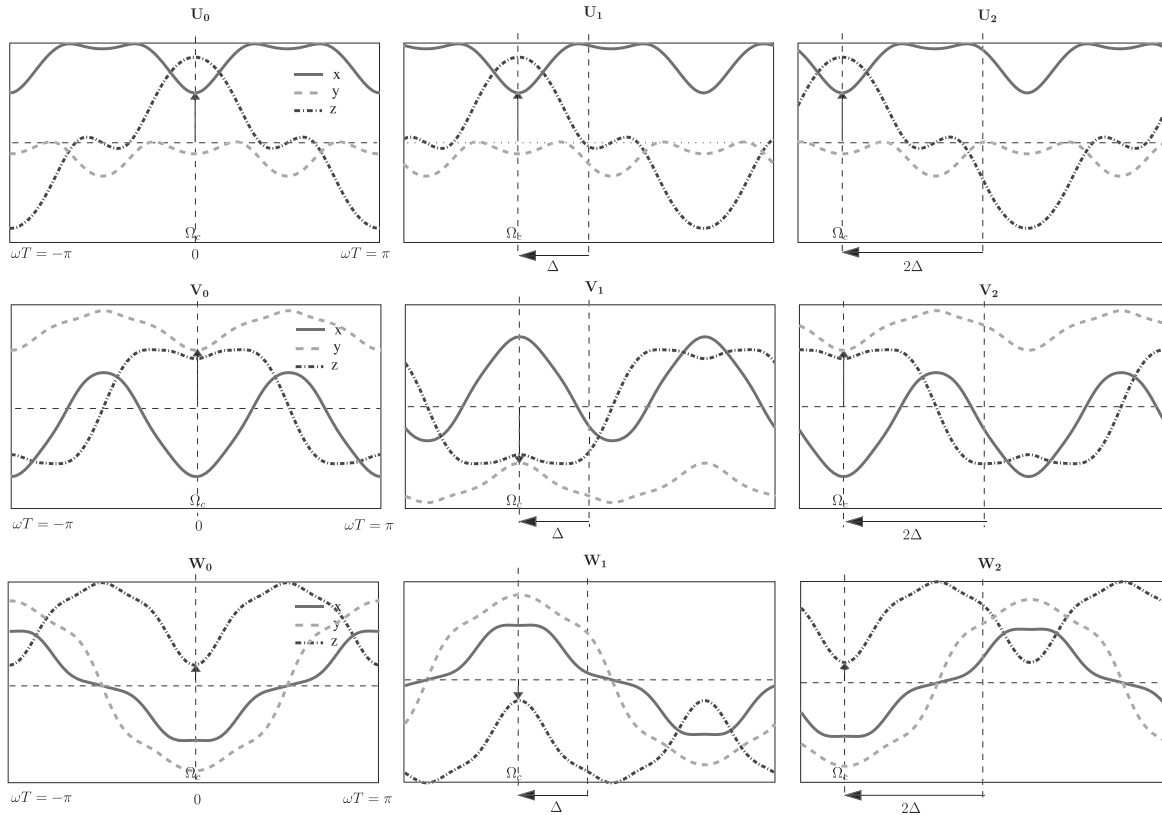 U₀ U₁ U₂
x
y
z
Ω_c Ω_c Ω_c
ωT = −π 0 ωT = π
Δ 2Δ
V₀ V₁ V₂
x
y
z
Ω_c Ω_c Ω_c
ωT = −π 0 ωT = π
Δ 2Δ
W₀ W₁ W₂
x
y
z
Ω_c Ω_c Ω_c
ωT = −π 0 ωT = π
Δ 2Δ